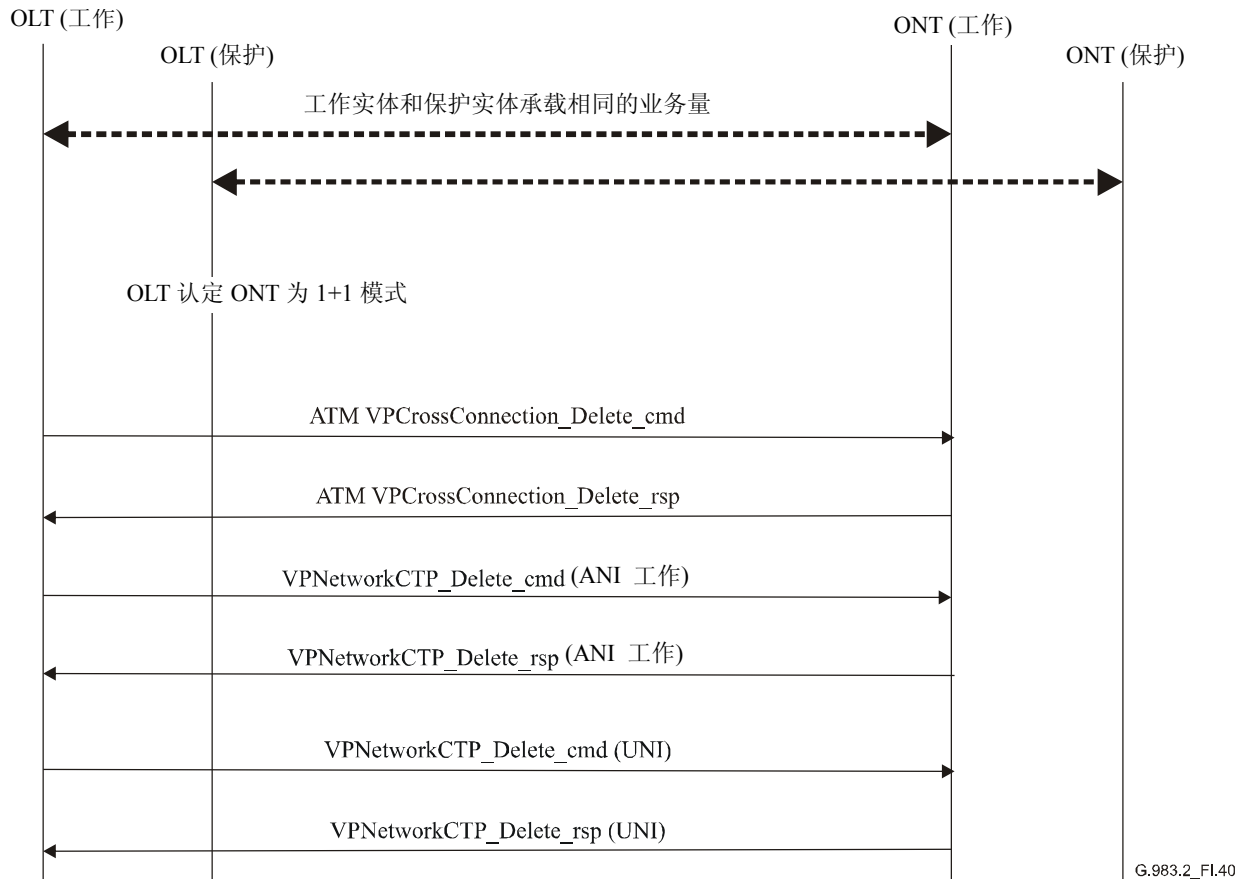 OLT (工作)
ONT (工作)
OLT (保护)
ONT (保护)
工作实体和保护实体承载相同的业务量
OLT 认定 ONT 为 1+1 模式
ATM VPCrossConnection_Delete_cmd
ATM VPCrossConnection_Delete_rsp
VPNetworkCTP_Delete_cmd (ANI 工作)
VPNetworkCTP_Delete_rsp (ANI 工作)
VPNetworkCTP_Delete_cmd (UNI)
VPNetworkCTP_Delete_rsp (UNI)
G.983.2_FI.40